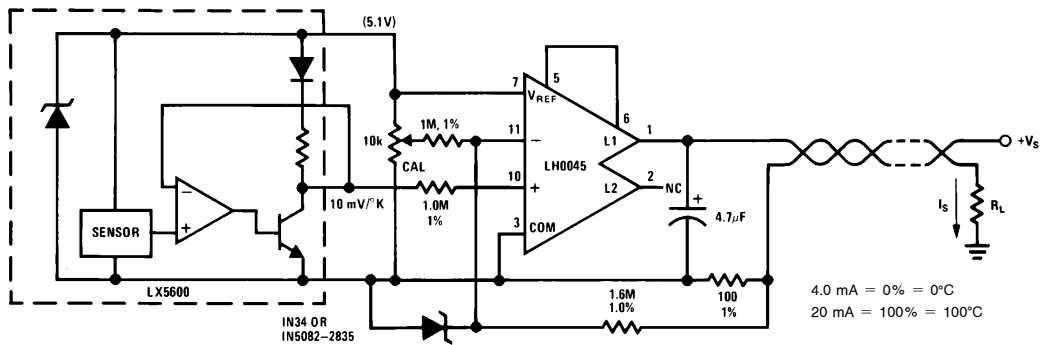 (5.1V)
7
VREF
5
6
1M, 1%
11
−
10k
CAL
LH0045
L1
1
+VS
10
+
L2
2
NC
10 mV/°K
1.0M
1%
−
+
SENSOR
3
COM
+
4.7μF
IS
RL
LX5600
100
1%
1.6M
1.0%
IN34 OR
IN5082−2835
4.0 mA = 0% = 0°C
20 mA = 100% = 100°C